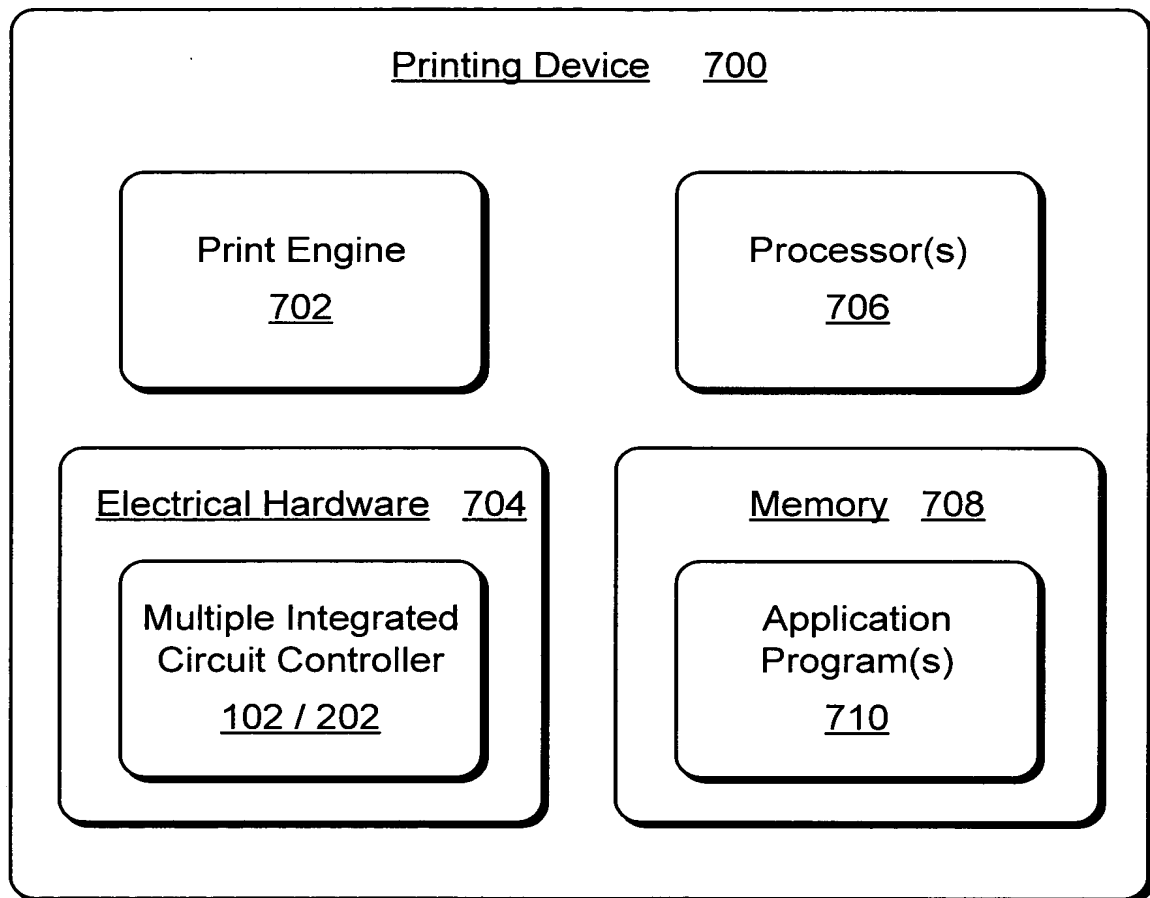 Printing Device 700
Print Engine
702
Processor(s)
706
Electrical Hardware 704
Multiple Integrated
Circuit Controller
102 / 202
Memory 708
Application
Program(s)
710